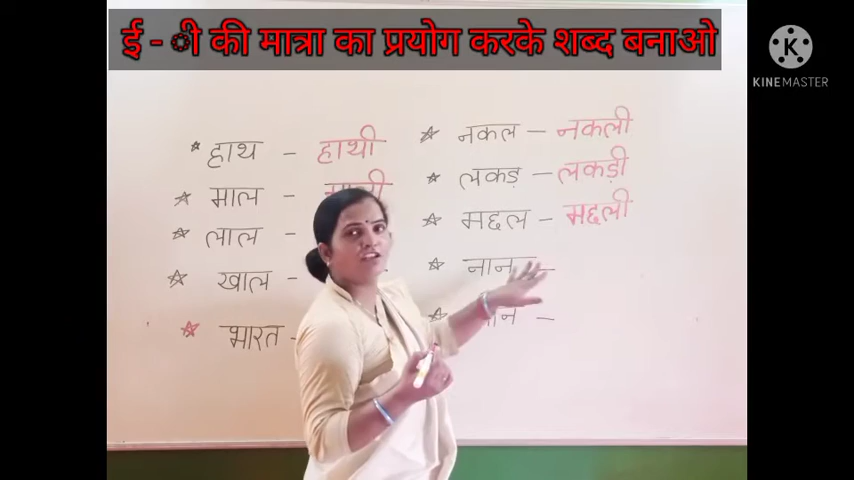 ई - ी की मात्रा का प्रयोग करके शब्द बनाओ
KINEMASTER
* हाथ - हाथी
* माल - माली
* लाल -
* खाल -
* भारत -
* नकल - नकली
* लकड़ - लकड़ी
* मछल - मछली
* नान -